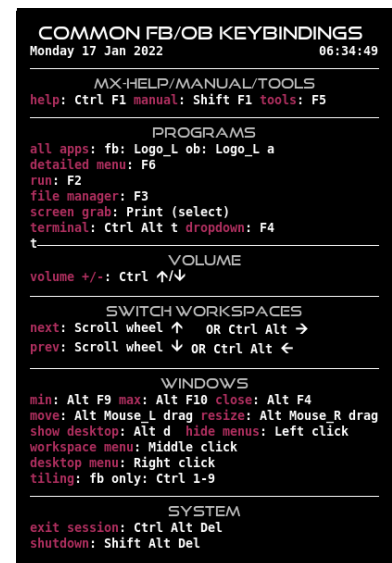 COMMON FB/OB KEYBINDINGS
Monday 17 Jan 2022 06:34:49
MX-HELP/MANUAL/TOOLS
help: Ctrl F1 manual: Shift F1 tools: F5
PROGRAMS
all apps: fb: Logo_L ob: Logo_L a
detailed menu: F6
run: F2
file manager: F3
screen grab: Print (select)
terminal: Ctrl Alt t dropdown: F4
t
VOLUME
volume +/-: Ctrl ↑/↓
SWITCH WORKSPACES
next: Scroll wheel ↑ OR Ctrl Alt →
prev: Scroll wheel ↓ OR Ctrl Alt ←
WINDOWS
min: Alt F9 max: Alt F10 close: Alt F4
move: Alt Mouse_L drag resize: Alt Mouse_R drag
show desktop: Alt d hide menus: Left click
workspace menu: Middle click
desktop menu: Right click
tiling: fb only: Ctrl 1-9
SYSTEM
exit session: Ctrl Alt Del
shutdown: Shift Alt Del